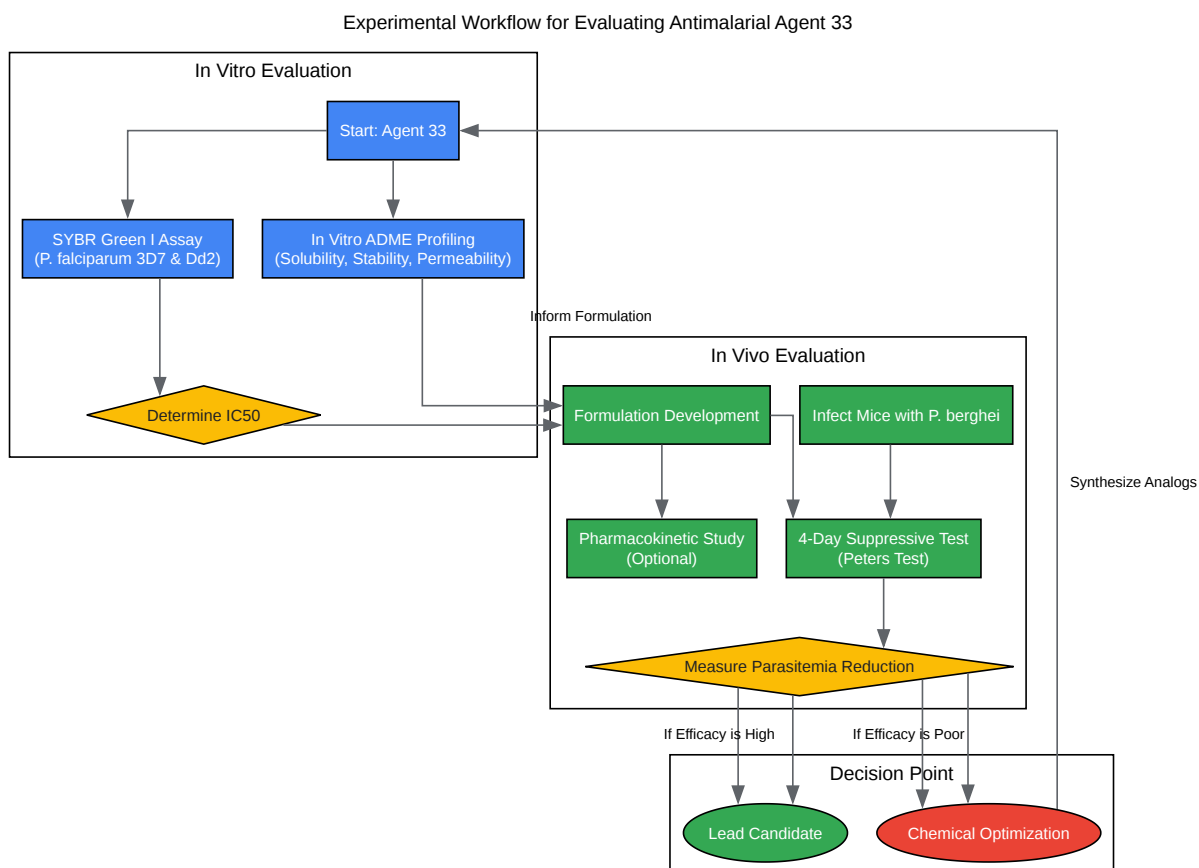 Experimental Workflow for Evaluating Antimalarial Agent 33
In Vitro Evaluation
Start: Agent 33
SYBR Green I Assay
(P. falciparum 3D7 & Dd2)
In Vitro ADME Profiling
(Solubility, Stability, Permeability)
Inform Formulation
Determine IC50
In Vivo Evaluation
Formulation Development
Infect Mice with P. berghei
Synthesize Analogs
Pharmacokinetic Study
(Optional)
4-Day Suppressive Test
(Peters Test)
Measure Parasitemia Reduction
If Efficacy is High
If Efficacy is Poor
Decision Point
Lead Candidate
Chemical Optimization